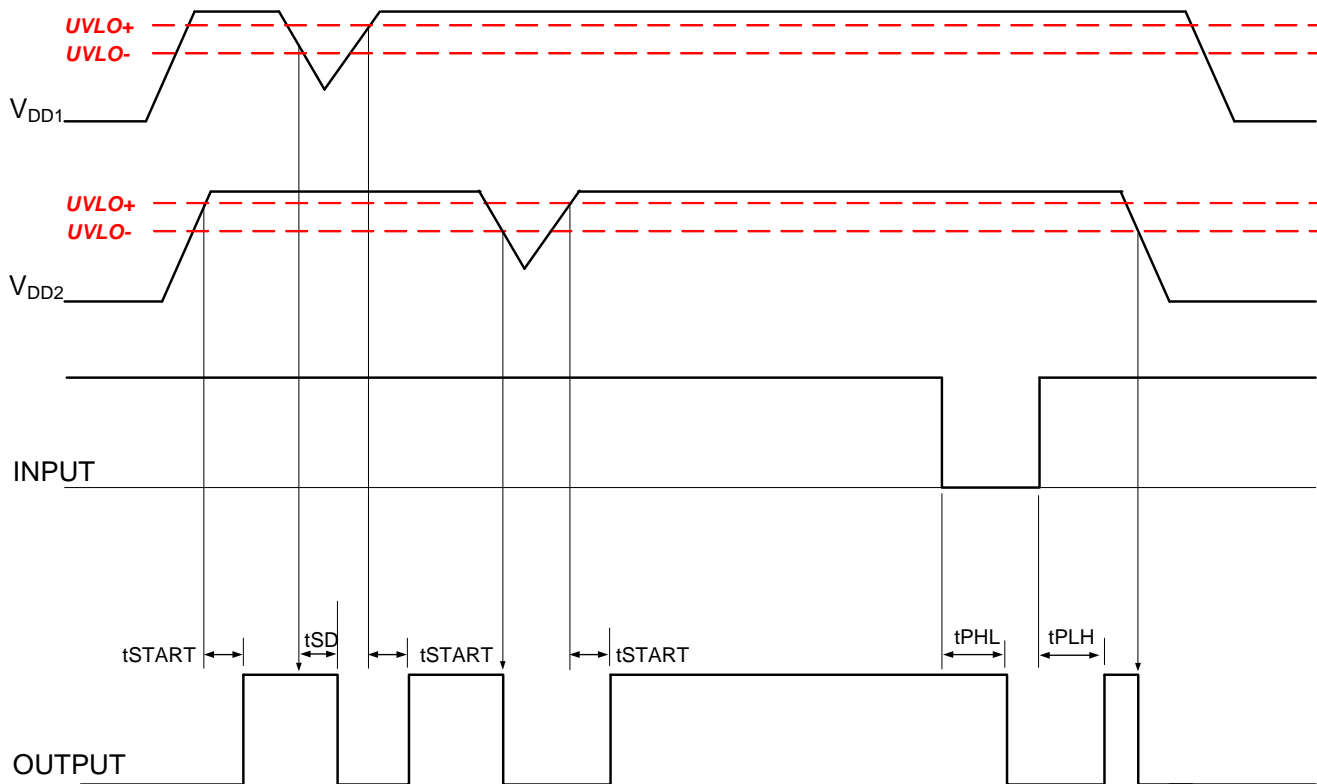 UVLO+
UVLO-
VDD1
UVLO+
UVLO-
VDD2
INPUT
tSTART tSD tSTART tSTART tPHL tPLH
OUTPUT